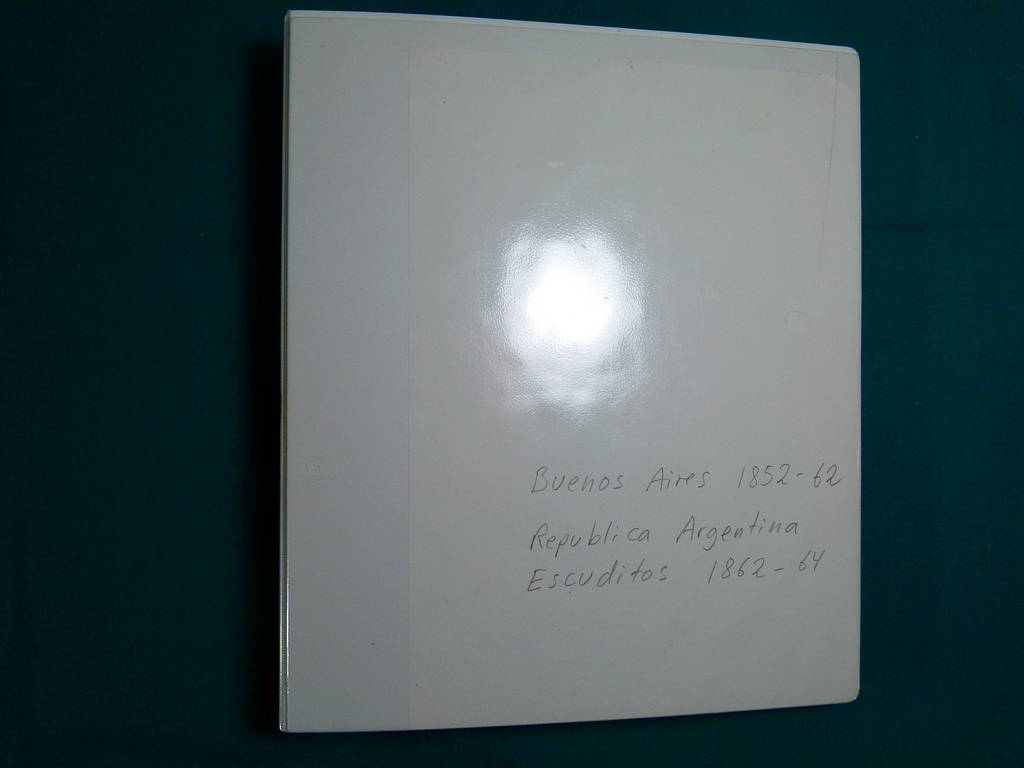 Buenos Aires 1852-62
Republica Argentina
Escuditos 1862-64